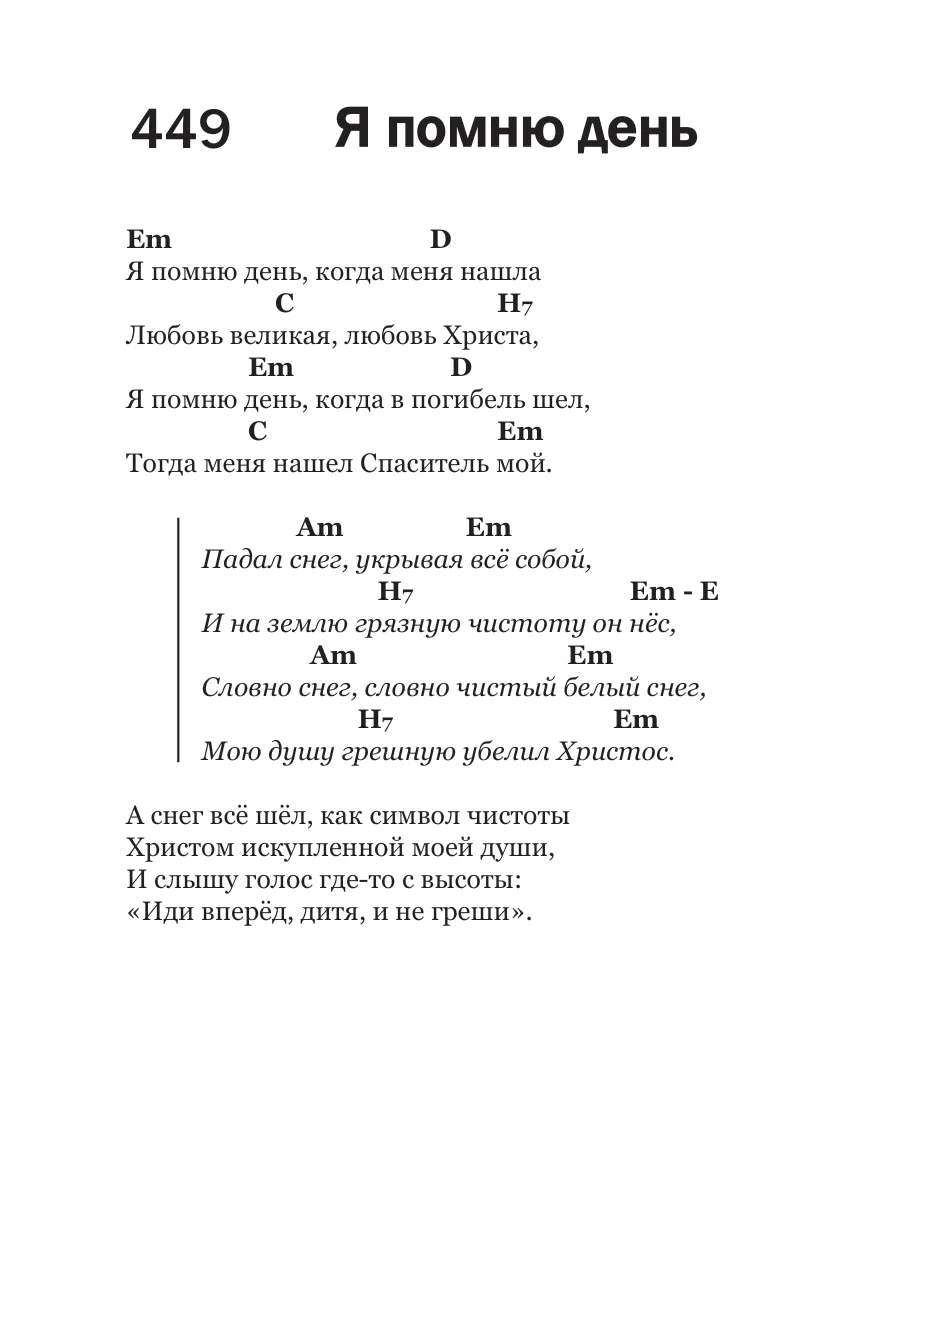 449 Я помню день
Em D
Я помню день, когда меня нашла
C H7
Любовь великая, любовь Христа,
Em D
Я помню день, когда в погибель шел,
C Em
Тогда меня нашел Спаситель мой.
Am Em
Падал снег, укрывая всё собой,
H7 Em - E
И на землю грязную чистоту он нёс,
Am Em
Словно снег, словно чистый белый снег,
H7 Em
Мою душу грешную убелил Христос.
А снег всё шёл, как символ чистоты
Христом искупленной моей души,
И слышу голос где-то с высоты:
«Иди вперёд, дитя, и не греши».